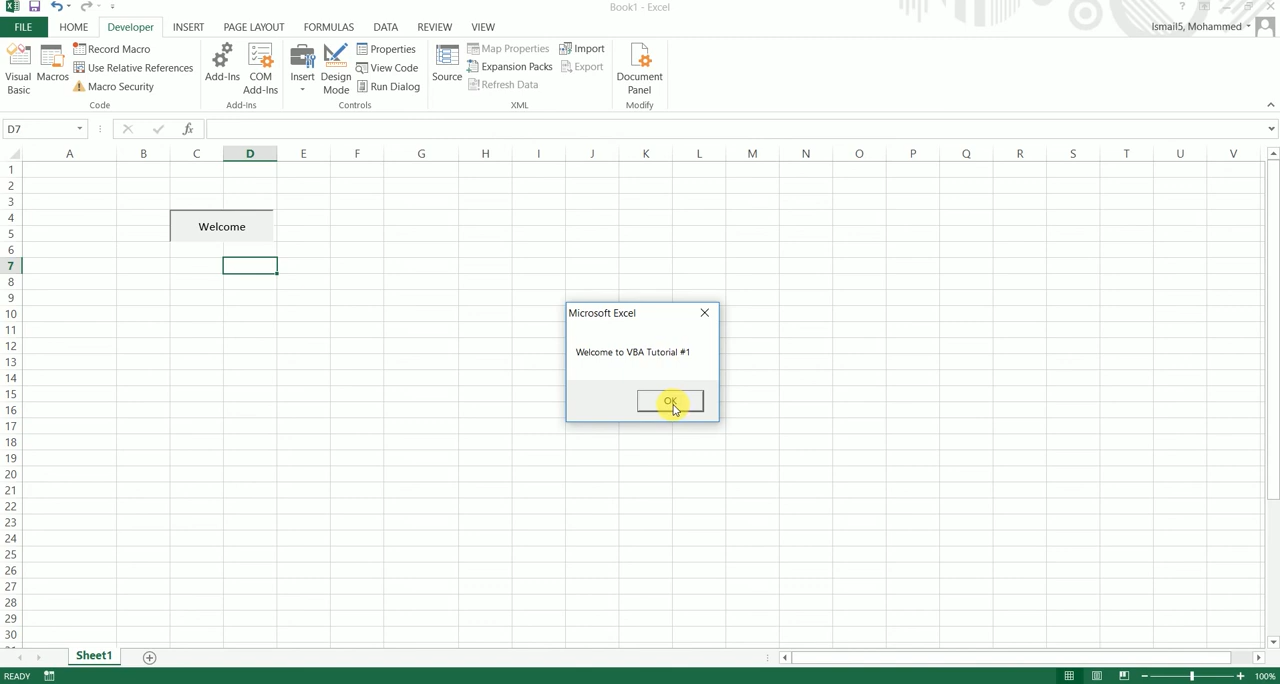 Book1 - Excel
?
FILE HOME Developer INSERT PAGE LAYOUT FORMULAS DATA REVIEW VIEW
Ismail5, Mohammed
Visual Basic
Macros
Record Macro
Use Relative References
Macro Security
Code
Add-Ins
COM Add-Ins
Add-Ins
Insert
Design Mode
Properties
View Code
Run Dialog
Controls
Source
Map Properties
Expansion Packs
Refresh Data
Import
Export
XML
Document Panel
Modify
D7
fx
A B C D E F G H I J K L M N O P Q R S T U V
1
2
3
4
5
6
7
8
9
10
11
12
13
14
15
16
17
18
19
20
21
22
23
24
25
26
27
28
29
30
Welcome
Microsoft Excel
Welcome to VBA Tutorial #1
OK
Sheet1
READY
100%